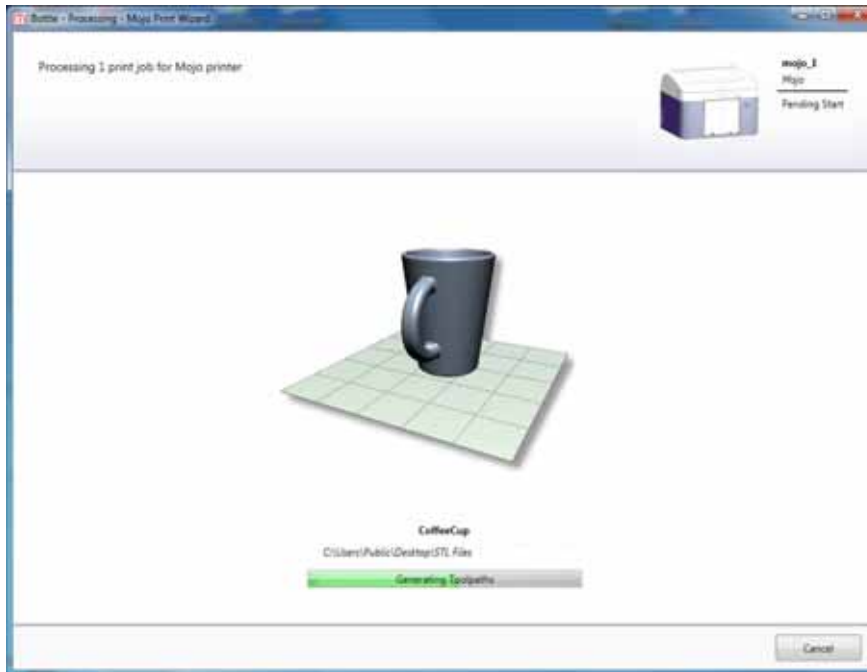 Bottle - Processing - Mojo Print Wizard
Processing 1 print job for Mojo printer
mojo_1
Mojo
Pending Start
CoffeeCup
C:\Users\Public\Desktop\STL Files
Generating Toolpaths
Cancel